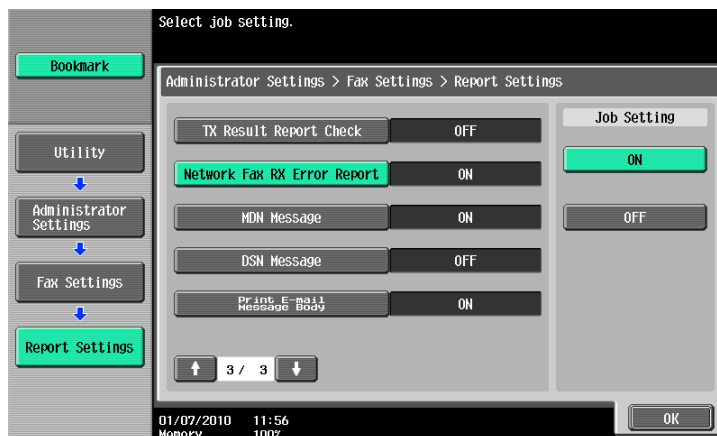 Select job setting.
Bookmark
Administrator Settings > Fax Settings > Report Settings
Utility
Administrator
Settings
Fax Settings
Report Settings
TX Result Report Check OFF
Network Fax RX Error Report ON
MDN Message ON
DSN Message OFF
Print E-mail
Message Body ON
3/ 3
Job Setting
ON
OFF
01/07/2010 11:56
Memory 100%
OK